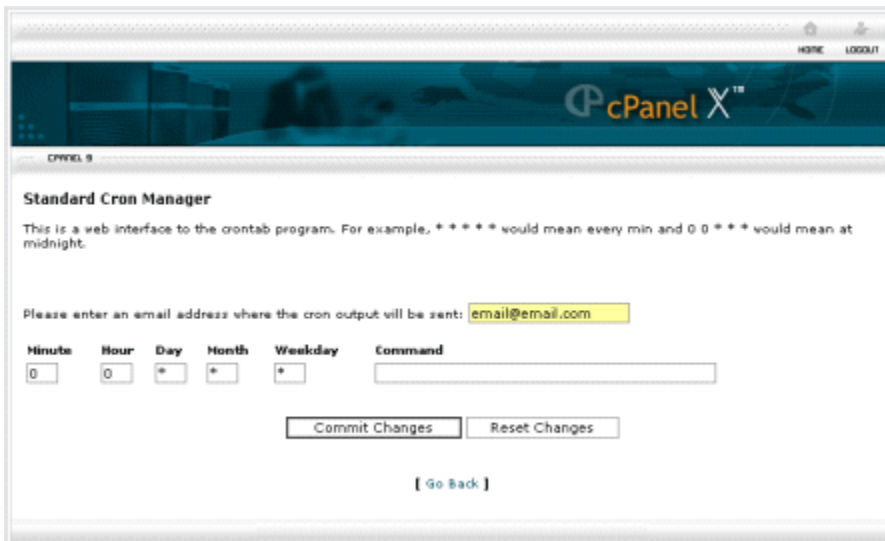 HOME LOGOUT
cPanel X™
CPANEL 9
Standard Cron Manager
This is a web interface to the crontab program. For example, * * * * * would mean every min and 0 0 * * * would mean at
midnight.
Please enter an email address where the cron output will be sent: email@email.com
Minute Hour Day Month Weekday Command
0 0 * * *
Commit Changes Reset Changes
[ Go Back ]